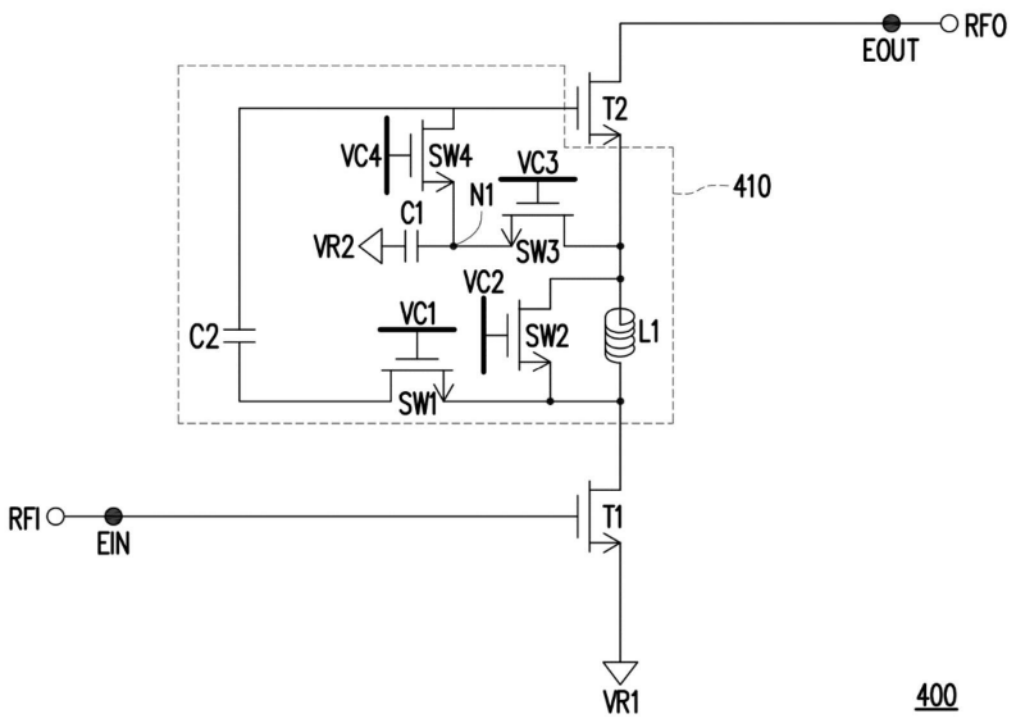 RFO
EOUT
T2
VC4
SW4
VC3
410
N1
C1
VR2
SW3
VC2
VC1
SW2
L1
C2
SW1
RFI
EIN
T1
VR1
400